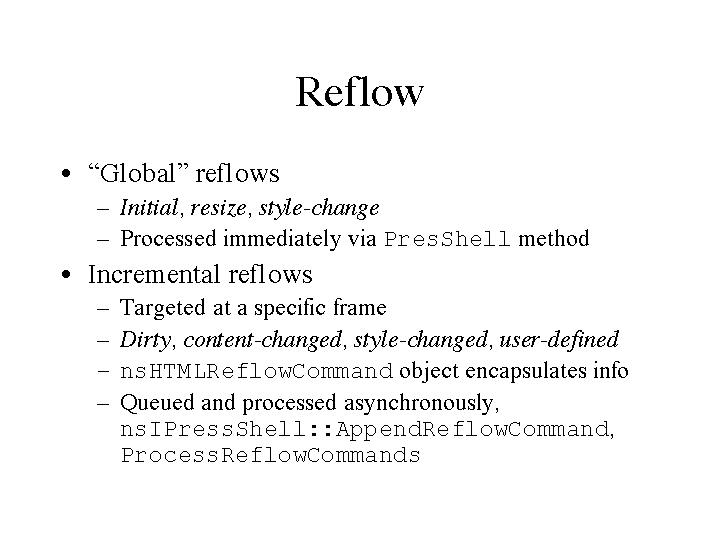 Reflow
• “Global” reflows
– Initial, resize, style-change
– Processed immediately via PresShell method
• Incremental reflows
– Targeted at a specific frame
– Dirty, content-changed, style-changed, user-defined
– nsHTMLReflowCommand object encapsulates info
– Queued and processed asynchronously,
nsIPressShell::AppendReflowCommand,
ProcessReflowCommands